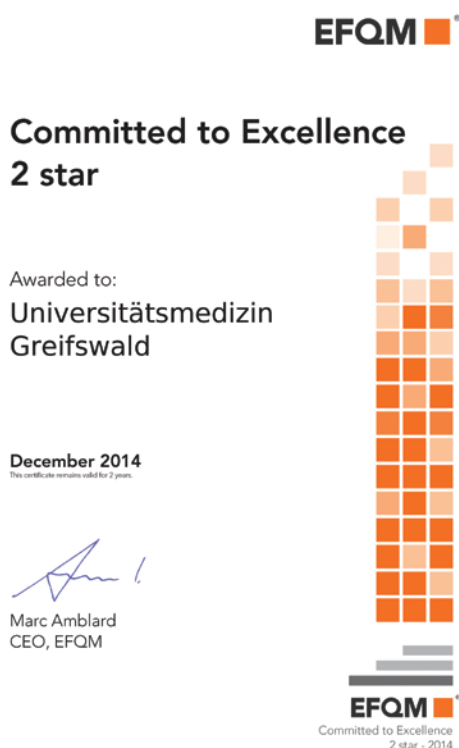 EFQM
Committed to Excellence
2 star
Awarded to:
Universitätsmedizin
Greifswald
December 2014
This certificate remains valid for 2 years.
Marc Amblard
CEO, EFQM
EFQM
Committed to Excellence
2 star - 2014